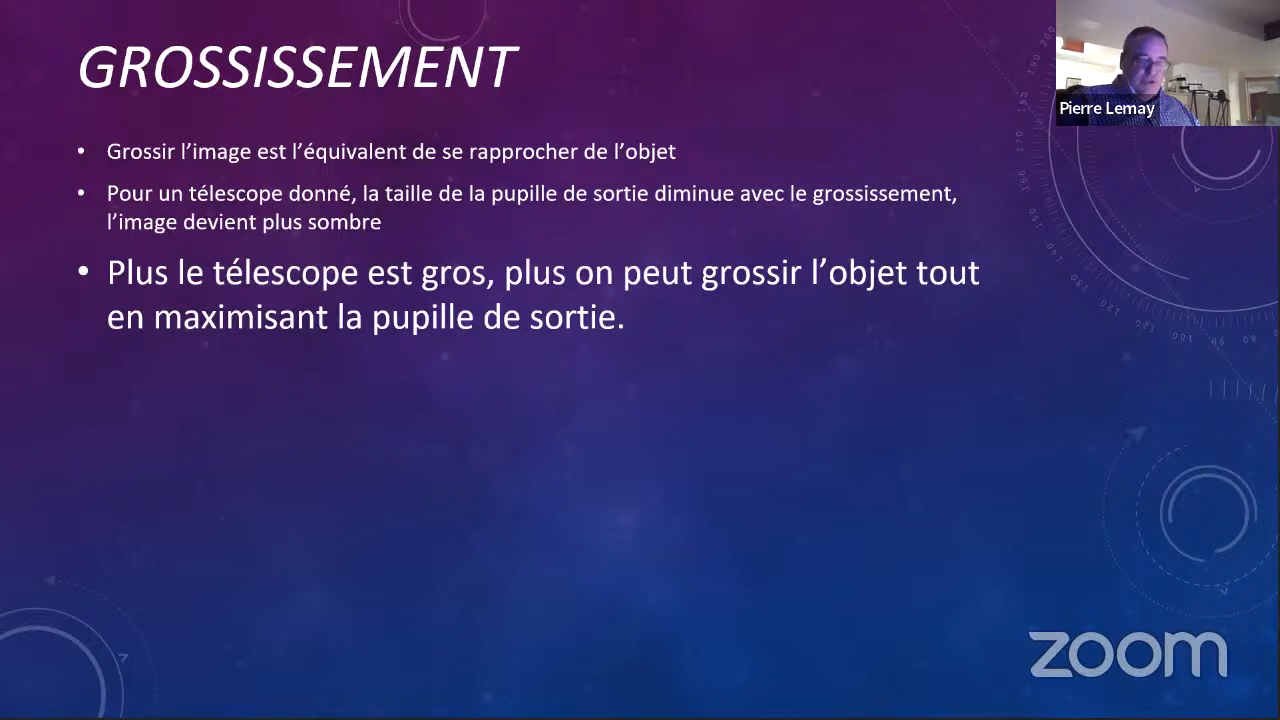 GROSSISSEMENT
Pierre Lemay
• Grossir l’image est l’équivalent de se rapprocher de l’objet
• Pour un télescope donné, la taille de la pupille de sortie diminue avec le grossissement,
l’image devient plus sombre
• Plus le télescope est gros, plus on peut grossir l’objet tout
en maximisant la pupille de sortie.
zoom